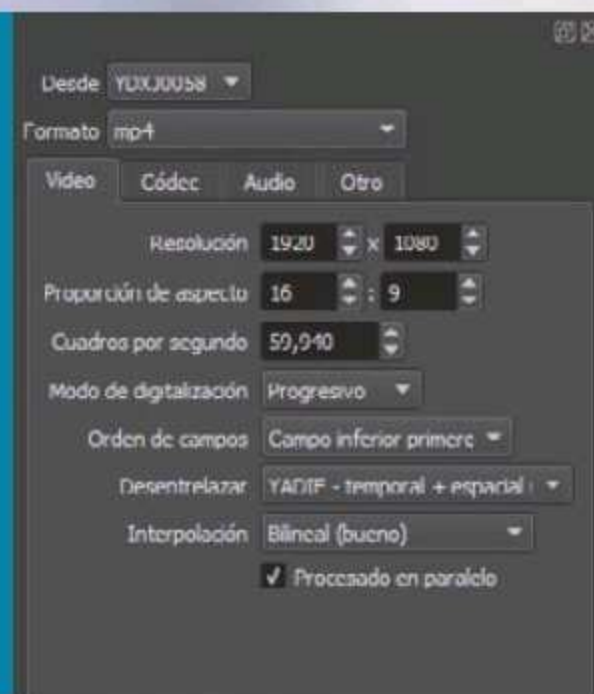 Desde YDXJ0058
Formato mp4
Video Códec Audio Otro
Resolución 1920 x 1080
Proporción de aspecto 16 : 9
Cuadros por segundo 59,940
Modo de digitalización Progresivo
Orden de campos Campo inferior primero
Desentrelazar YADIF - temporal + espacial
Interpolación Bilineal (bueno)
Procesado en paralelo